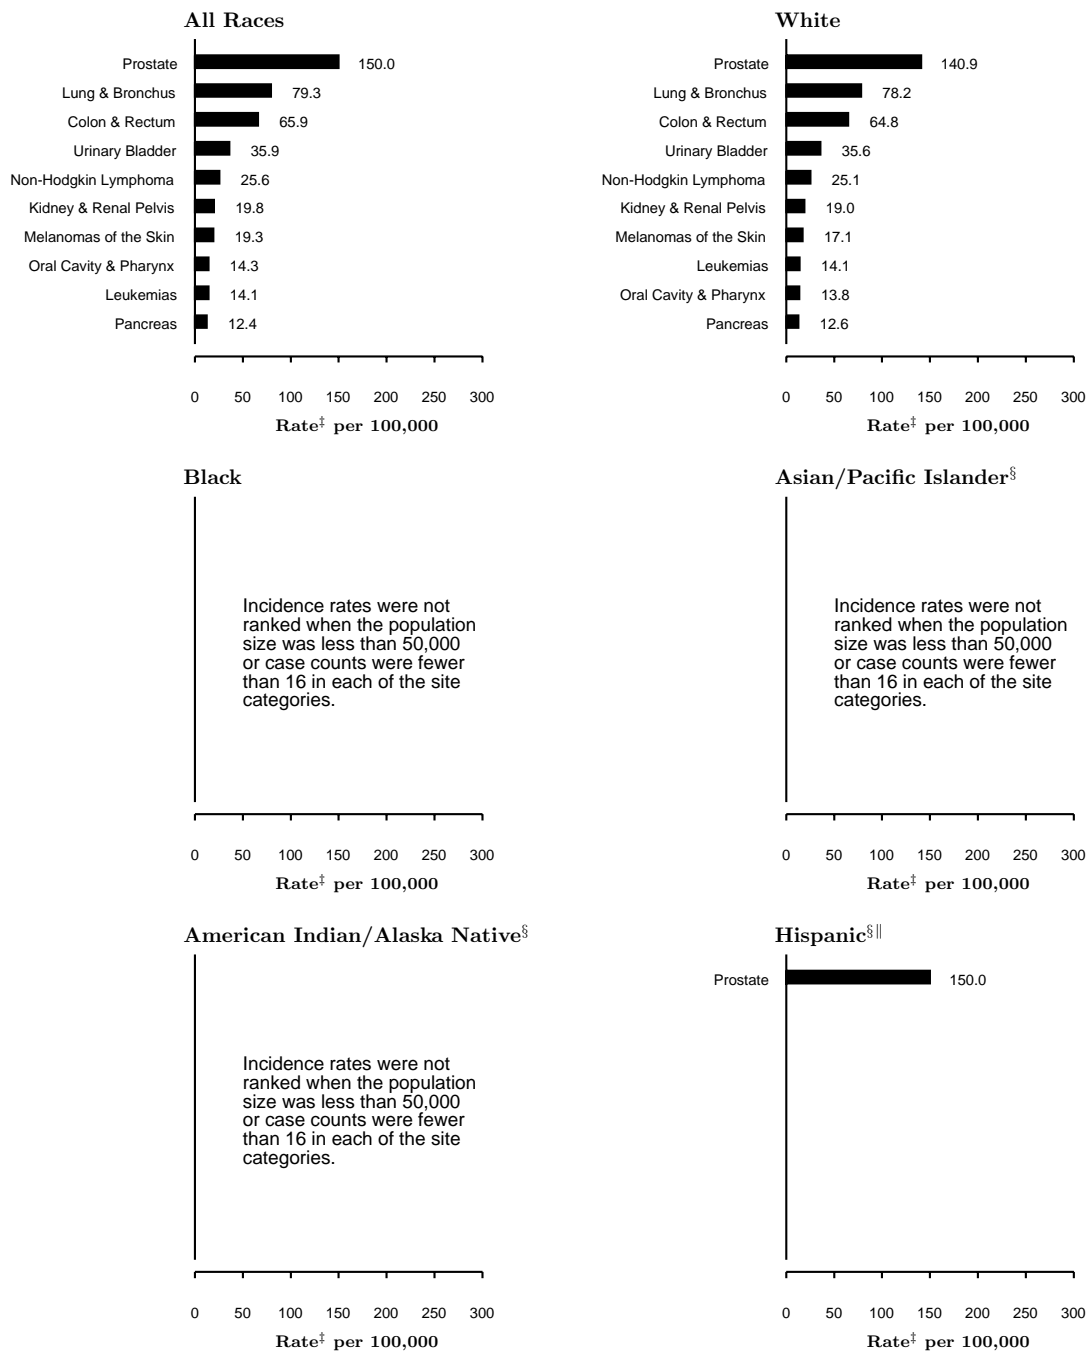 All Races
Prostate 150.0
Lung & Bronchus 79.3
Colon & Rectum 65.9
Urinary Bladder 35.9
Non-Hodgkin Lymphoma 25.6
Kidney & Renal Pelvis 19.8
Melanomas of the Skin 19.3
Oral Cavity & Pharynx 14.3
Leukemias 14.1
Pancreas 12.4
0 50 100 150 200 250 300
Rate‡ per 100,000
White
Prostate 140.9
Lung & Bronchus 78.2
Colon & Rectum 64.8
Urinary Bladder 35.6
Non-Hodgkin Lymphoma 25.1
Kidney & Renal Pelvis 19.0
Melanomas of the Skin 17.1
Leukemias 14.1
Oral Cavity & Pharynx 13.8
Pancreas 12.6
0 50 100 150 200 250 300
Rate‡ per 100,000
Black
Incidence rates were not
ranked when the population
size was less than 50,000
or case counts were fewer
than 16 in each of the site
categories.
0 50 100 150 200 250 300
Rate‡ per 100,000
Asian/Pacific Islander§
Incidence rates were not
ranked when the population
size was less than 50,000
or case counts were fewer
than 16 in each of the site
categories.
0 50 100 150 200 250 300
Rate‡ per 100,000
American Indian/Alaska Native§
Incidence rates were not
ranked when the population
size was less than 50,000
or case counts were fewer
than 16 in each of the site
categories.
0 50 100 150 200 250 300
Rate‡ per 100,000
Hispanic§‖
Prostate 150.0
0 50 100 150 200 250 300
Rate‡ per 100,000